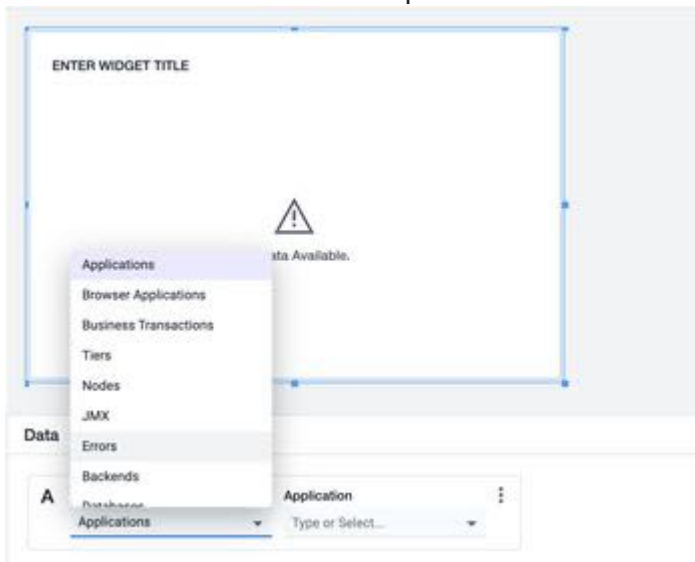 ENTER WIDGET TITLE
ata Available.
Applications
Browser Applications
Business Transactions
Tiers
Nodes
JMX
Errors
Backends
Databases
Data
A
Applications
Application
Type or Select...